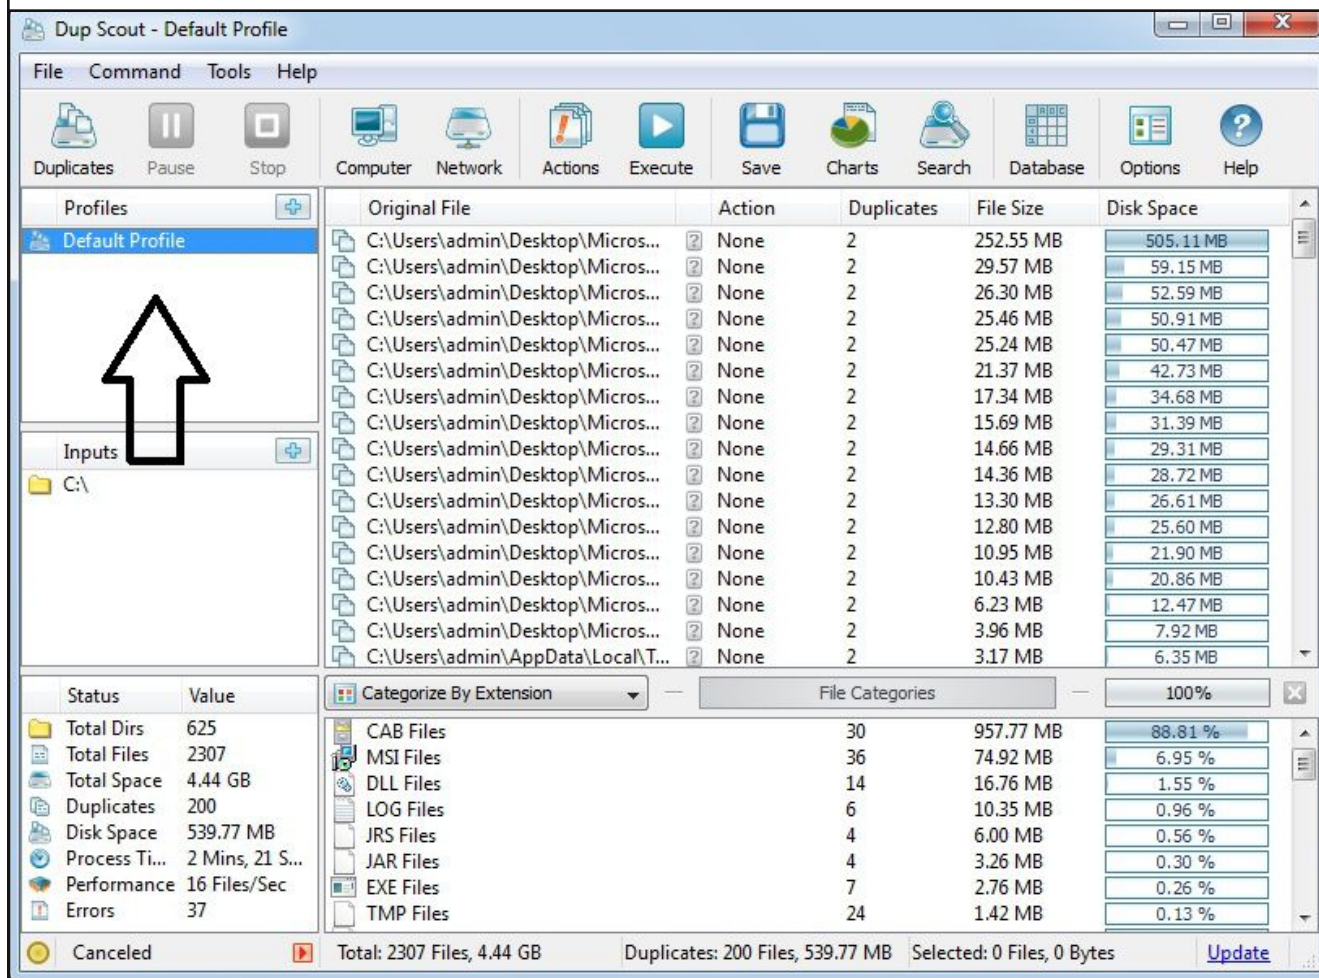 Dup Scout - Default Profile
File Command Tools Help
Duplicates Pause Stop Computer Network Actions Execute Save Charts Search Database Options Help
Profiles
Default Profile
Inputs
C:\
Original File Action Duplicates File Size Disk Space
C:\Users\admin\Desktop\Micros... ? None 2 252.55 MB 505.11 MB
C:\Users\admin\Desktop\Micros... ? None 2 29.57 MB 59.15 MB
C:\Users\admin\Desktop\Micros... ? None 2 26.30 MB 52.59 MB
C:\Users\admin\Desktop\Micros... ? None 2 25.46 MB 50.91 MB
C:\Users\admin\Desktop\Micros... ? None 2 25.24 MB 50.47 MB
C:\Users\admin\Desktop\Micros... ? None 2 21.37 MB 42.73 MB
C:\Users\admin\Desktop\Micros... ? None 2 17.34 MB 34.68 MB
C:\Users\admin\Desktop\Micros... ? None 2 15.69 MB 31.39 MB
C:\Users\admin\Desktop\Micros... ? None 2 14.66 MB 29.31 MB
C:\Users\admin\Desktop\Micros... ? None 2 14.36 MB 28.72 MB
C:\Users\admin\Desktop\Micros... ? None 2 13.30 MB 26.61 MB
C:\Users\admin\Desktop\Micros... ? None 2 12.80 MB 25.60 MB
C:\Users\admin\Desktop\Micros... ? None 2 10.95 MB 21.90 MB
C:\Users\admin\Desktop\Micros... ? None 2 10.43 MB 20.86 MB
C:\Users\admin\Desktop\Micros... ? None 2 6.23 MB 12.47 MB
C:\Users\admin\Desktop\Micros... ? None 2 3.96 MB 7.92 MB
C:\Users\admin\AppData\Local\T... ? None 2 3.17 MB 6.35 MB
Status Value
Total Dirs 625
Total Files 2307
Total Space 4.44 GB
Duplicates 200
Disk Space 539.77 MB
Process Ti... 2 Mins, 21 S...
Performance 16 Files/Sec
Errors 37
Categorize By Extension File Categories 100%
CAB Files 30 957.77 MB 88.81 %
MSI Files 36 74.92 MB 6.95 %
DLL Files 14 16.76 MB 1.55 %
LOG Files 6 10.35 MB 0.96 %
JRS Files 4 6.00 MB 0.56 %
JAR Files 4 3.26 MB 0.30 %
EXE Files 7 2.76 MB 0.26 %
TMP Files 24 1.42 MB 0.13 %
Canceled Total: 2307 Files, 4.44 GB Duplicates: 200 Files, 539.77 MB Selected: 0 Files, 0 Bytes Update